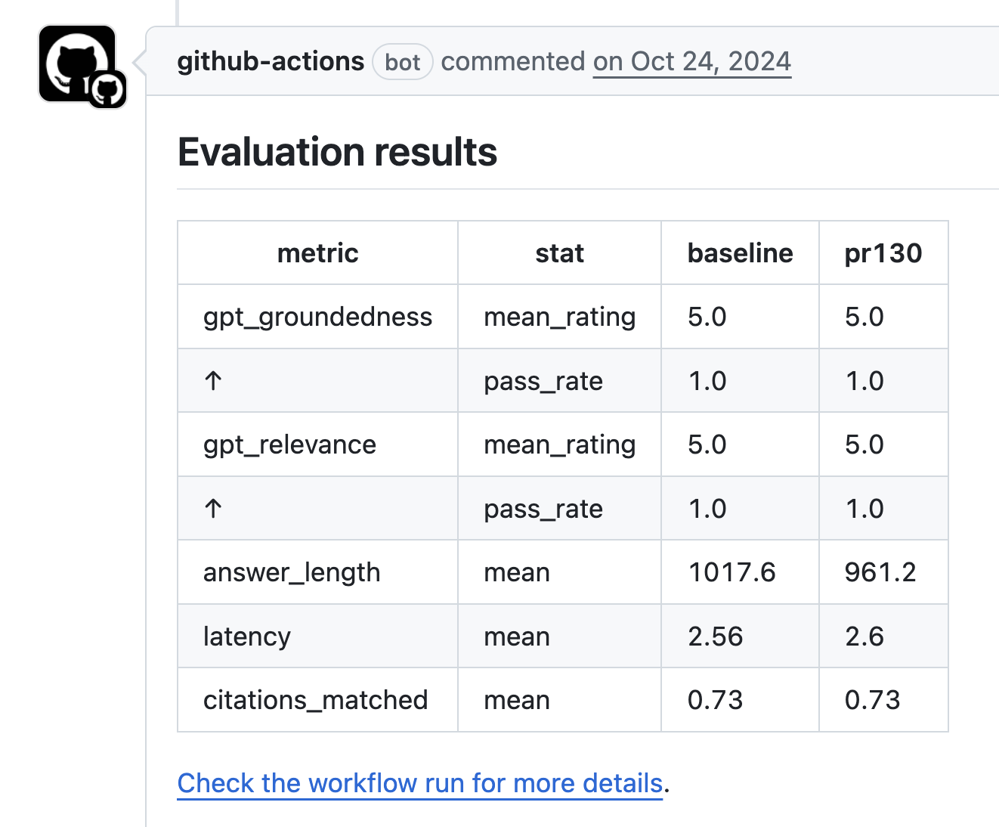 github-actions bot commented on Oct 24, 2024
Evaluation results
metric stat baseline pr130
gpt_groundedness mean_rating 5.0 5.0
↑ pass_rate 1.0 1.0
gpt_relevance mean_rating 5.0 5.0
↑ pass_rate 1.0 1.0
answer_length mean 1017.6 961.2
latency mean 2.56 2.6
citations_matched mean 0.73 0.73
Check the workflow run for more details.